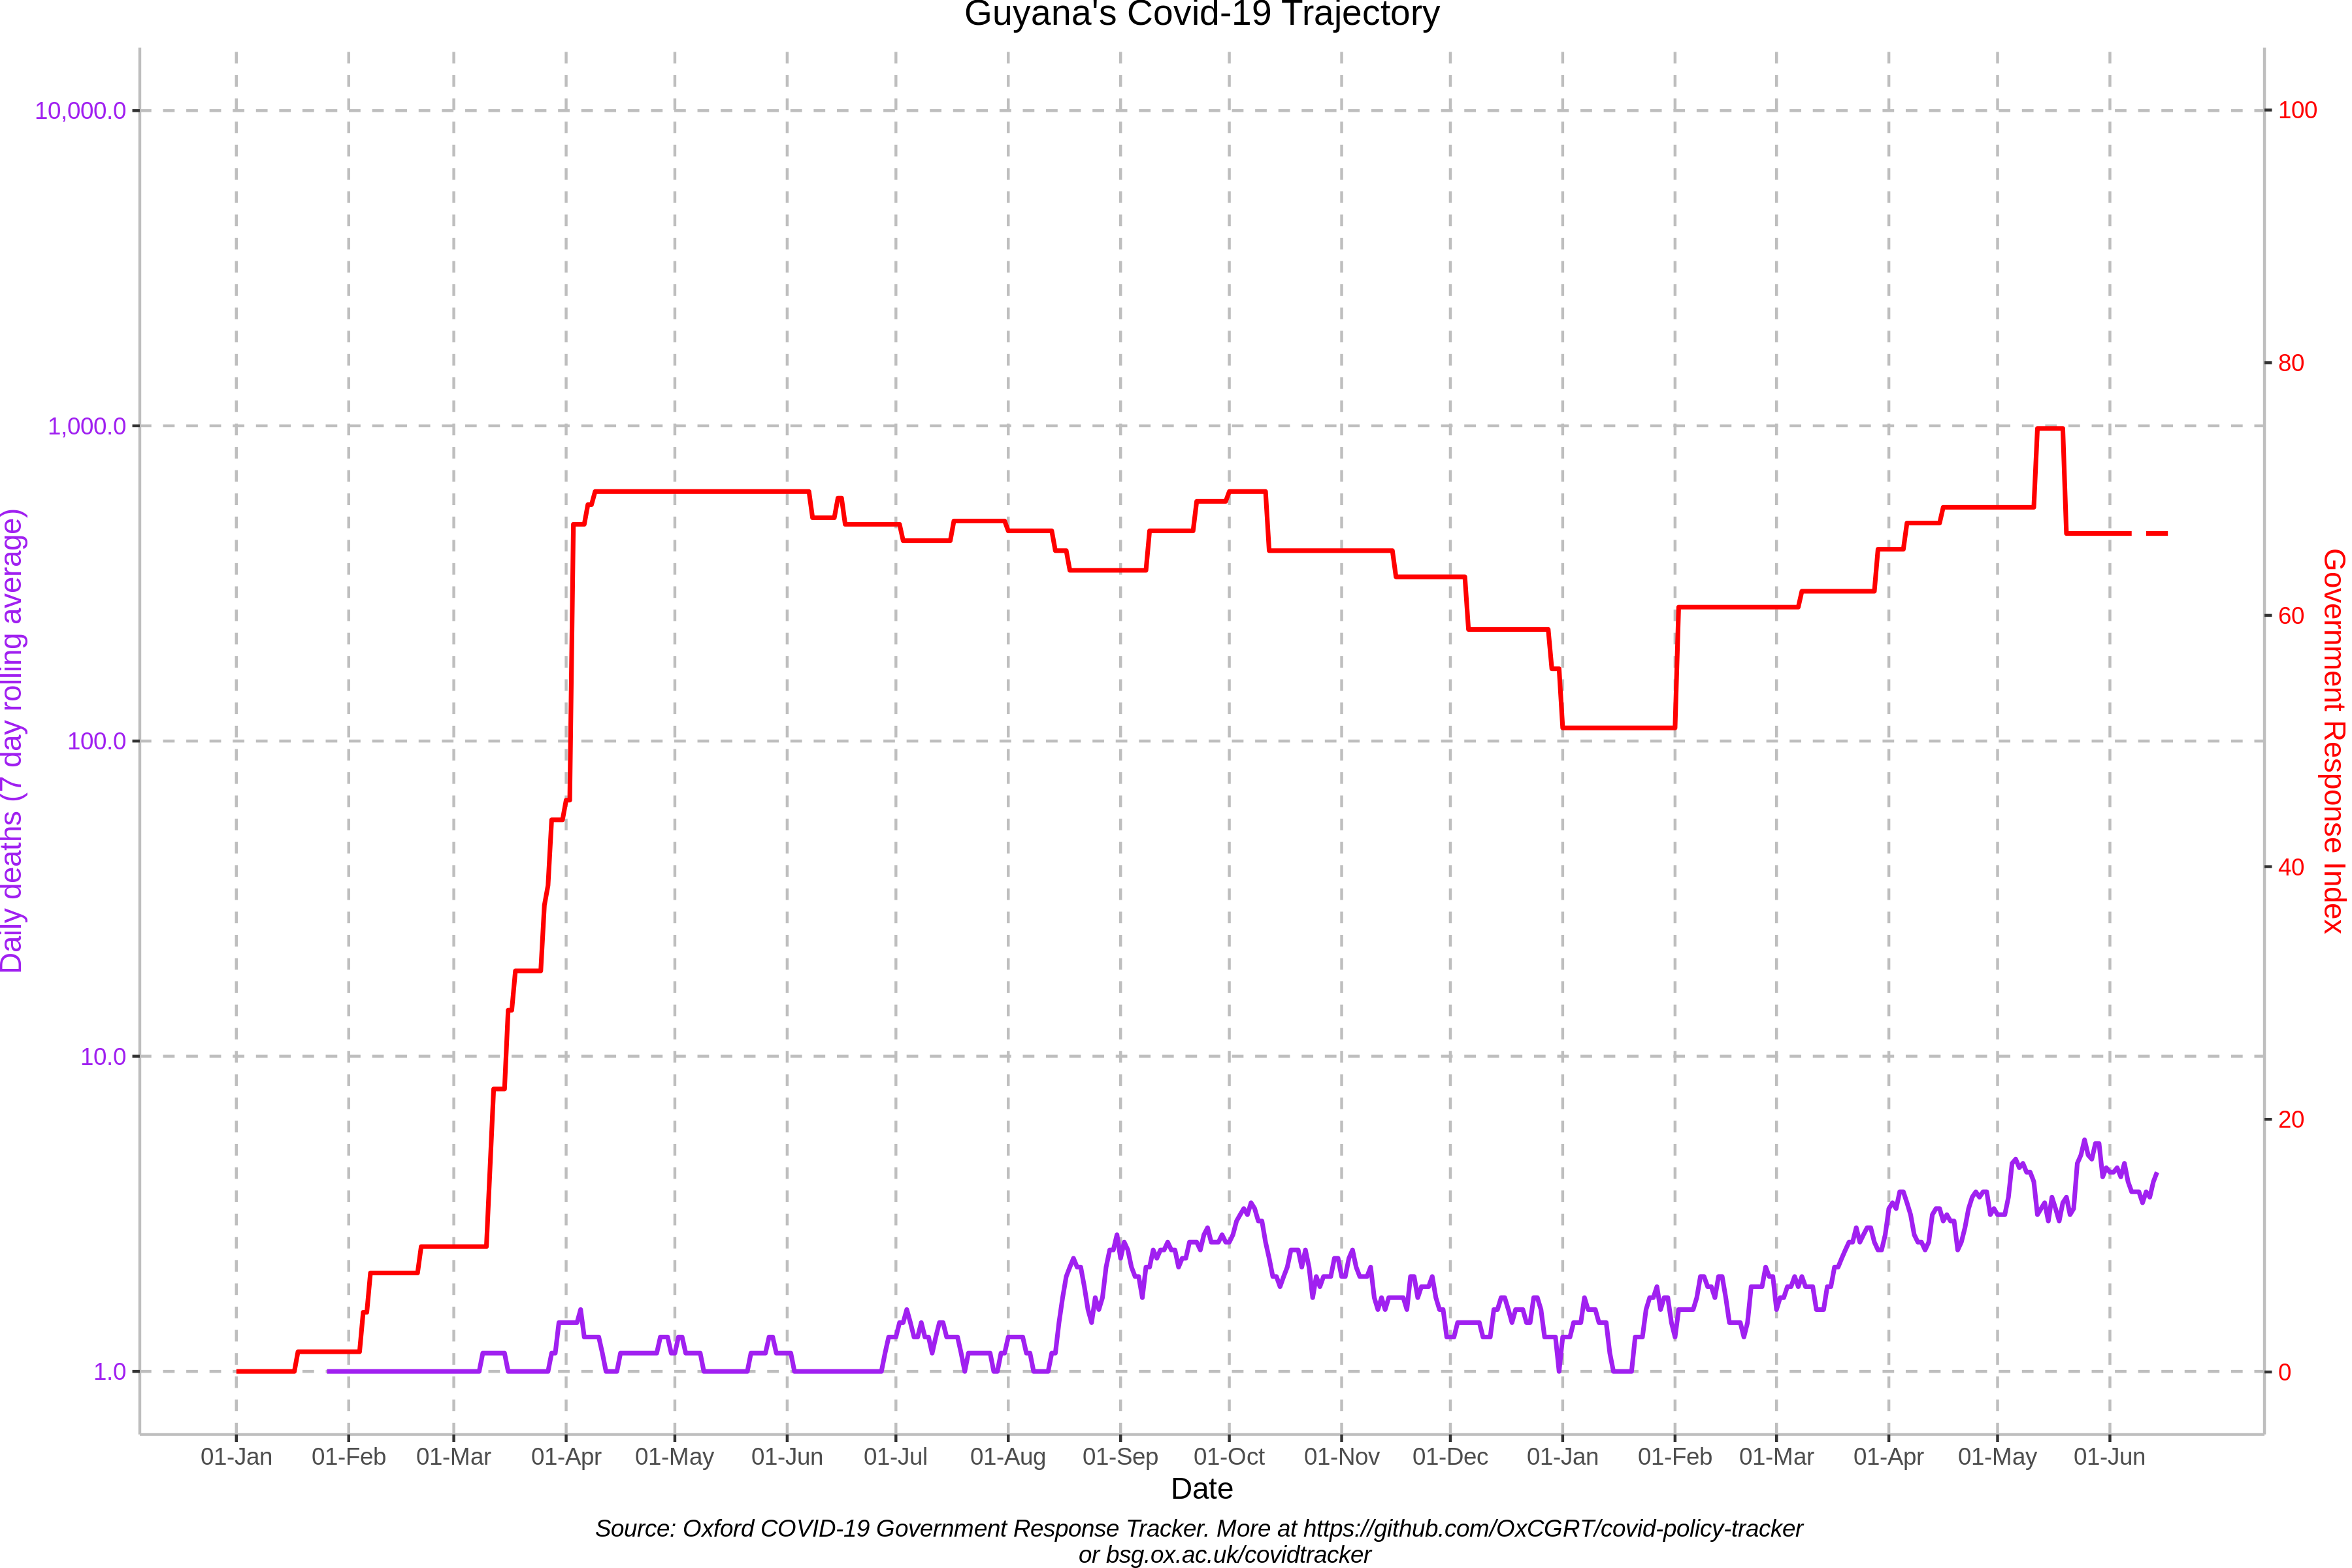 Guyana's Covid-19 Trajectory
10,000.0
1,000.0
100.0
10.0
1.0
Daily deaths (7 day rolling average)
100
80
60
40
20
0
Government Response Index
01-Jan 01-Feb 01-Mar 01-Apr 01-May 01-Jun 01-Jul 01-Aug 01-Sep 01-Oct 01-Nov 01-Dec 01-Jan 01-Feb 01-Mar 01-Apr 01-May 01-Jun
Date
Source: Oxford COVID-19 Government Response Tracker. More at https://github.com/OxCGRT/covid-policy-tracker
or bsg.ox.ac.uk/covidtracker